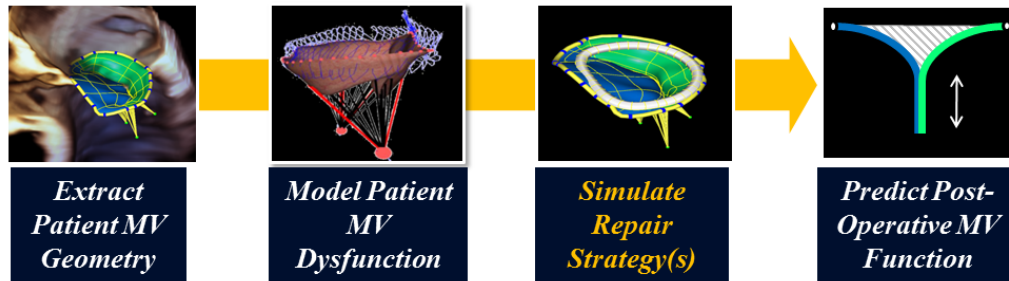 Extract
Patient MV
Geometry
Model Patient
MV
Dysfunction
Simulate
Repair
Strategy(s)
Predict Post-
Operative MV
Function